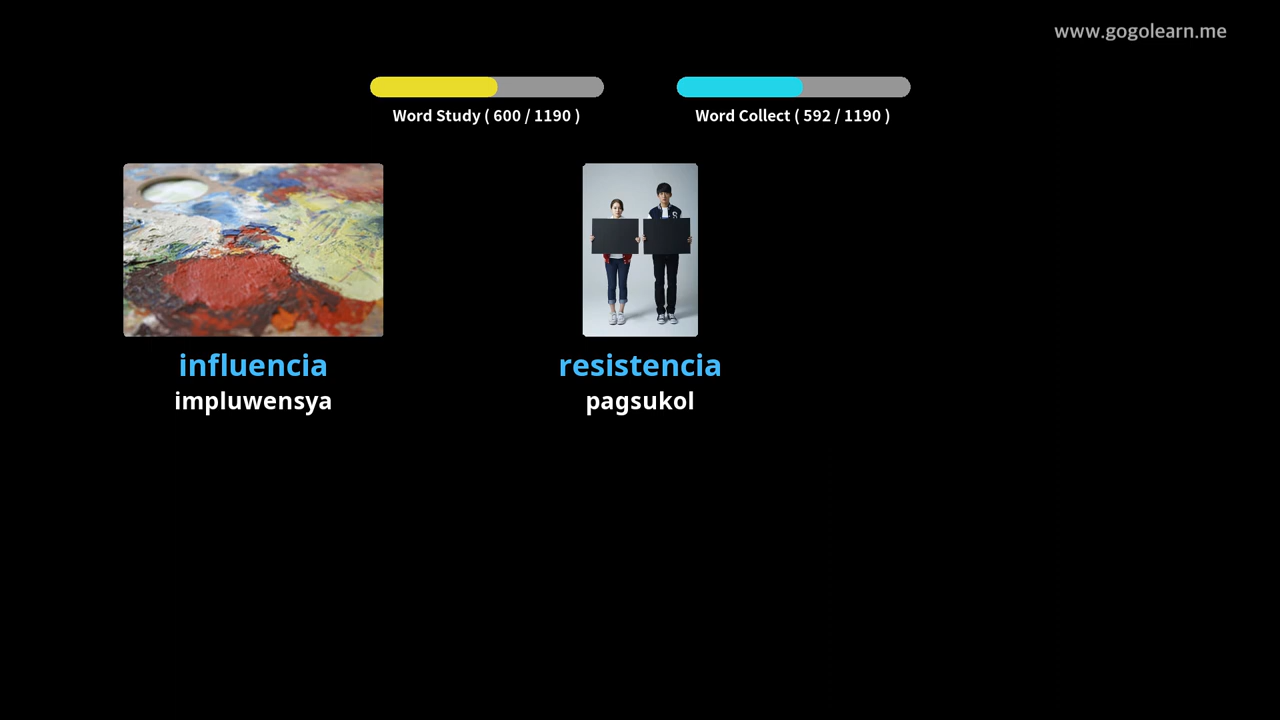 www.gogolearn.me
Word Study ( 600 / 1190 )
Word Collect ( 592 / 1190 )
influencia
impluwensya
resistencia
pagsukol